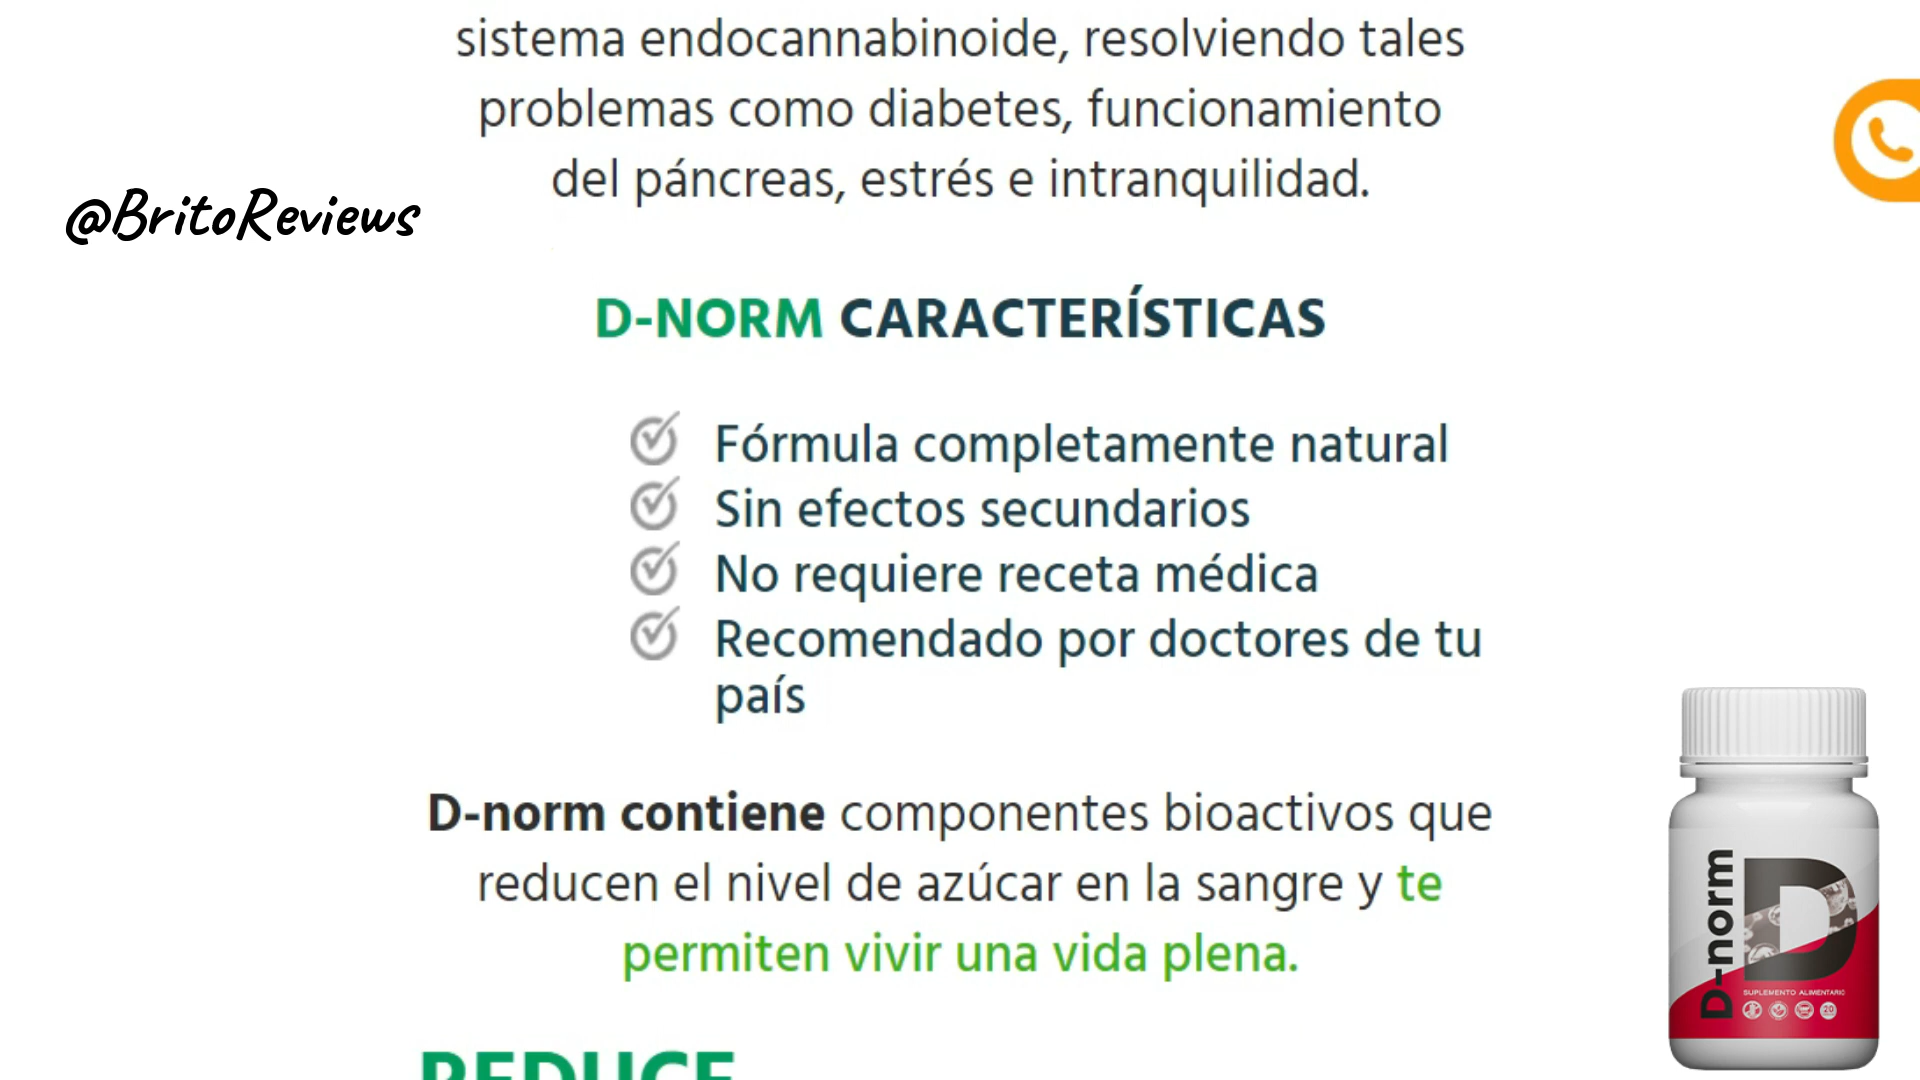 sistema endocannabinoide, resolviendo tales
problemas como diabetes, funcionamiento
del páncreas, estrés e intranquilidad.
@BritoReviews
D-NORM CARACTERÍSTICAS
Fórmula completamente natural
Sin efectos secundarios
No requiere receta médica
Recomendado por doctores de tu
país
D-norm contiene componentes bioactivos que
reducen el nivel de azúcar en la sangre y te
permiten vivir una vida plena.
REDUCE
D-norm
D
SUPLEMENTO ALIMENTARIO
20